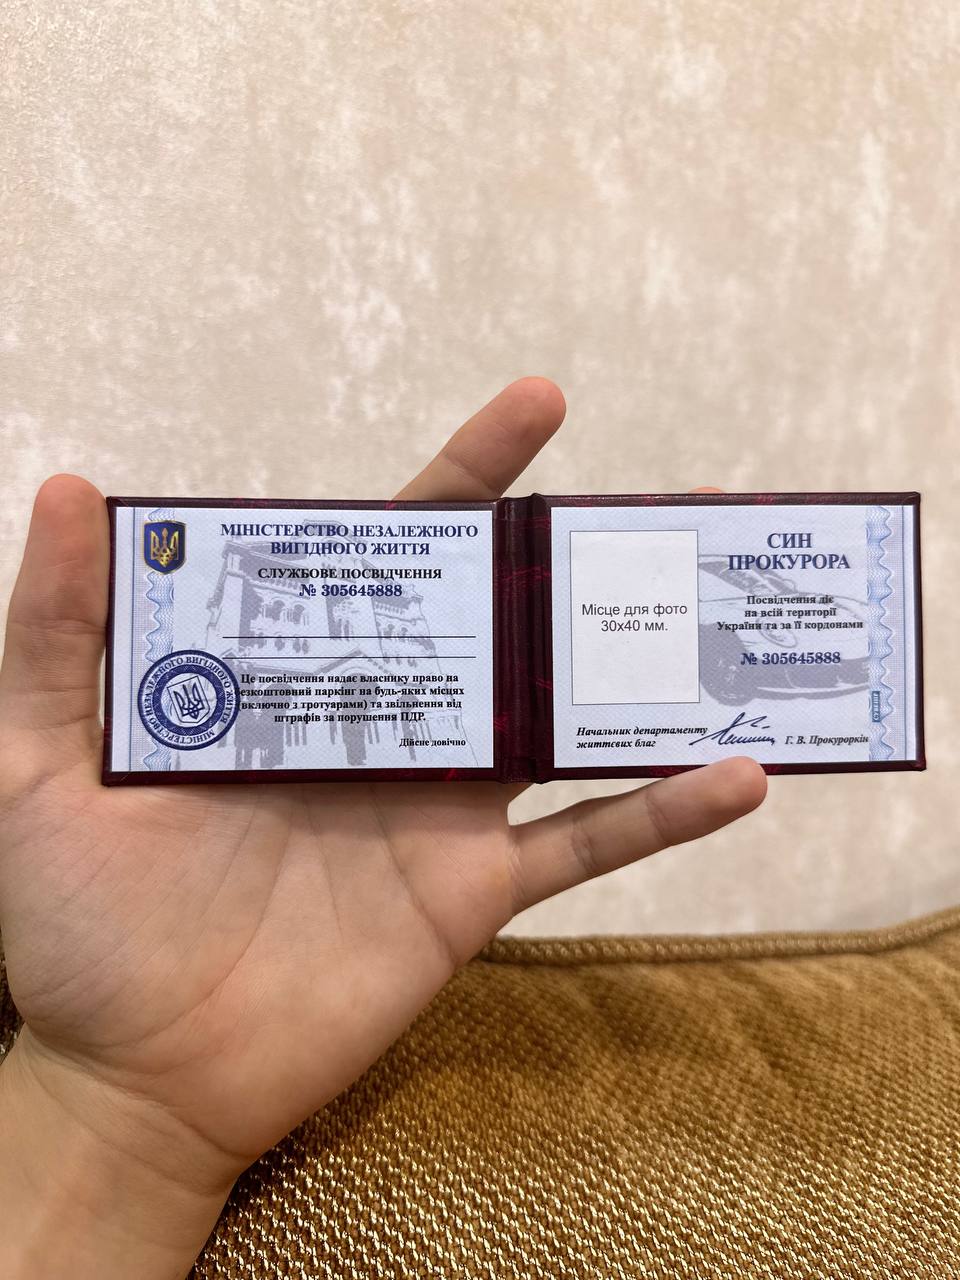 МІНІСТЕРСТВО НЕЗАЛЕЖНОГО
ВИГІДНОГО ЖИТТЯ
СЛУЖБОВЕ ПОСВІДЧЕННЯ
№ 305645888
Це посвідчення надає власнику право на
безкоштовний паркінг на будь-яких місцях
(включно з тротуарами) та звільнення від
штрафів за порушення ПДР.
Дійсне довічно
МІНІСТЕРСТВО НЕЗАЛЕЖНОГО ВИГІДНОГО ЖИТТЯ
СИН
ПРОКУРОРА
Місце для фото
30x40 мм.
Посвідчення діє
на всій території
України та за її кордонами
№ 305645888
Начальник департаменту
життєвих благ
Г. В. Прокуроркін